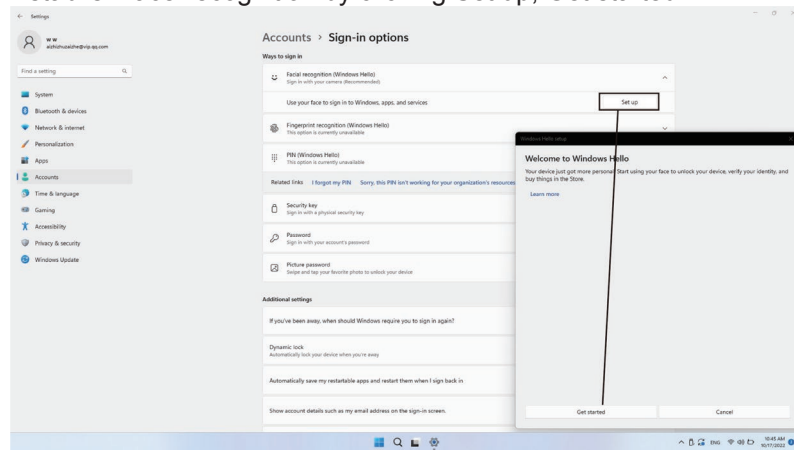 Settings
w w
aizhizhuzaizhe@vip.qq.com
Find a setting
System
Bluetooth & devices
Network & internet
Personalization
Apps
Accounts
Time & language
Gaming
Accessibility
Privacy & security
Windows Update
Accounts > Sign-in options
Ways to sign in
Facial recognition (Windows Hello)
Sign in with your camera (Recommended)
Use your face to sign in to Windows, apps, and services
Set up
Fingerprint recognition (Windows Hello)
This option is currently unavailable
PIN (Windows Hello)
This option is currently unavailable
Related links I forgot my PIN Sorry, this PIN isn't working for your organization's resources
Security key
Sign in with a physical security key
Password
Sign in with your account's password
Picture password
Swipe and tap your favorite photo to unlock your device
Additional settings
If you've been away, when should Windows require you to sign in again?
Dynamic lock
Automatically lock your device when you're away
Automatically save my restartable apps and restart them when I sign back in
Show account details such as my email address on the sign-in screen.
Windows Hello setup
Welcome to Windows Hello
Your device just got more personal. Start using your face to unlock your device, verify your identity, and
buy things in the Store.
Learn more
Get started
Cancel
ENG
10:45 AM
10/17/2022